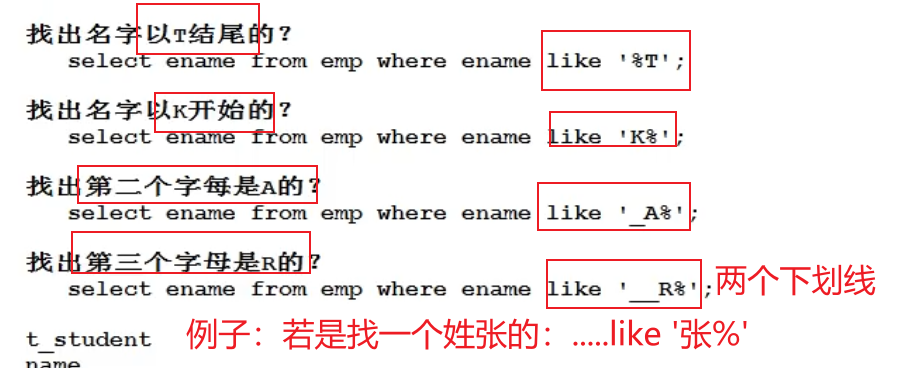 找出名字以T结尾的？
select ename from emp where ename like '%T';
找出名字以K开始的？
select ename from emp where ename like 'K%';
找出第二个字每是A的？
select ename from emp where ename like '_A%';
找出第三个字母是R的？
select ename from emp where ename like '__R%';
两个下划线
t_student
例子：若是找一个姓张的：.....like '张%'
name